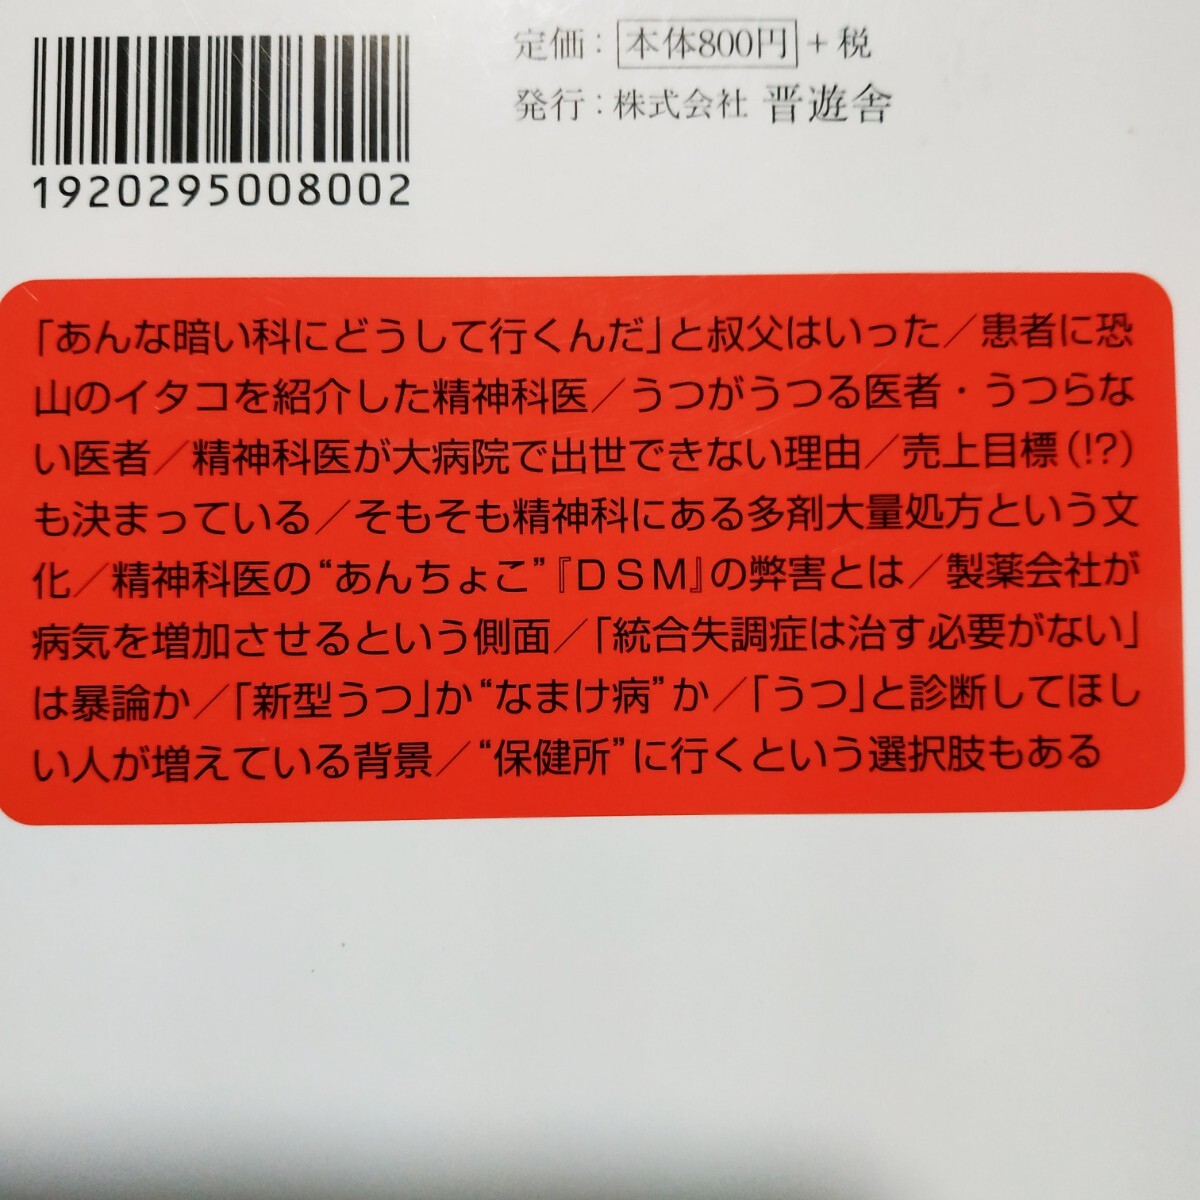 定価：本体800円＋税
発行：株式会社 晋遊舎
1920295008002
「あんな暗い科にどうして行くんだ」と叔父はいった／患者に恐
山のイタコを紹介した精神科医／うつがうつる医者・うつらな
い医者／精神科医が大病院で出世できない理由／売上目標（!?）
も決まっている／そもそも精神科にある多剤大量処方という文
化／精神科医の“あんちょこ”『ＤＳＭ』の弊害とは／製薬会社が
病気を増加させるという側面／「統合失調症は治す必要がない」
は暴論か／「新型うつ」か“なまけ病”か／「うつ」と診断してほし
い人が増えている背景／“保健所”に行くという選択肢もある